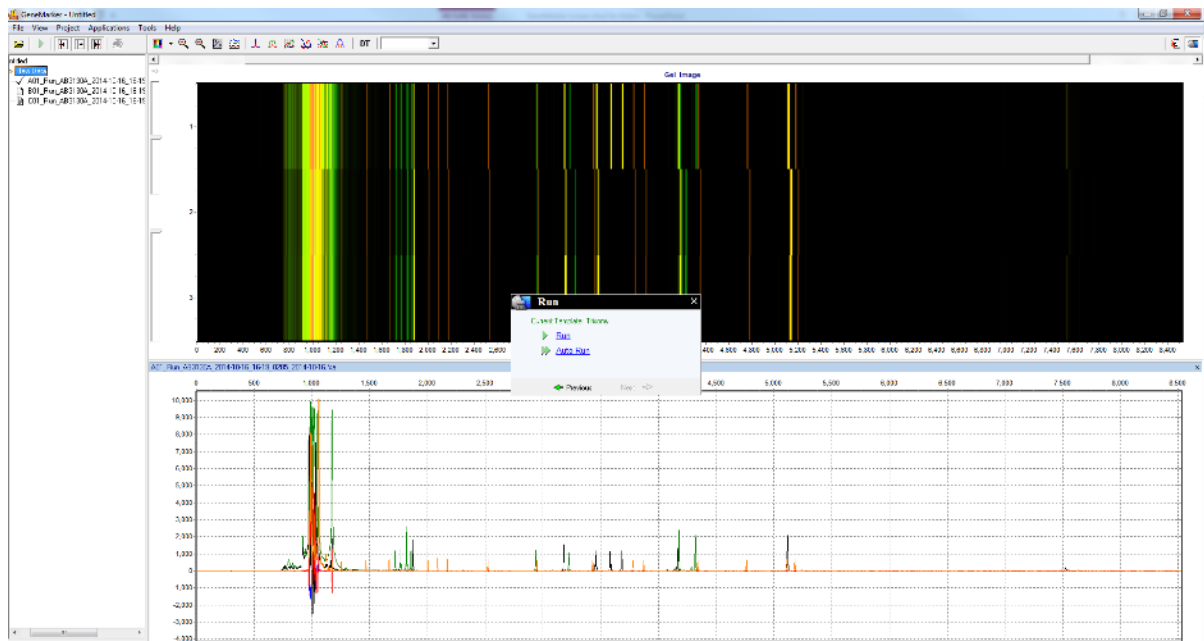 GeneMarker - Untitled
File View Project Applications Tools Help
DT
Gel Image
1
2
3
0 200 400 600 800 1,000 1,200 1,400 1,600 1,800 2,000 2,200 2,400 2,600
400 4,600 4,800 5,000 5,200 5,400 5,600 5,800 6,000 6,200 6,400 6,600 6,800 7,000 7,200 7,400 7,600 7,800 8,000 8,200 8,400
Run
Current Template:
Run
Auto Run
Previous Next
0 500 1,000 1,500 2,000 2,500 4,500 5,000 5,500 6,000 6,500 7,000 7,500 8,000 8,500
10,000
9,000
8,000
7,000
6,000
5,000
4,000
3,000
2,000
1,000
0
-1,000
-2,000
-3,000
-4,000